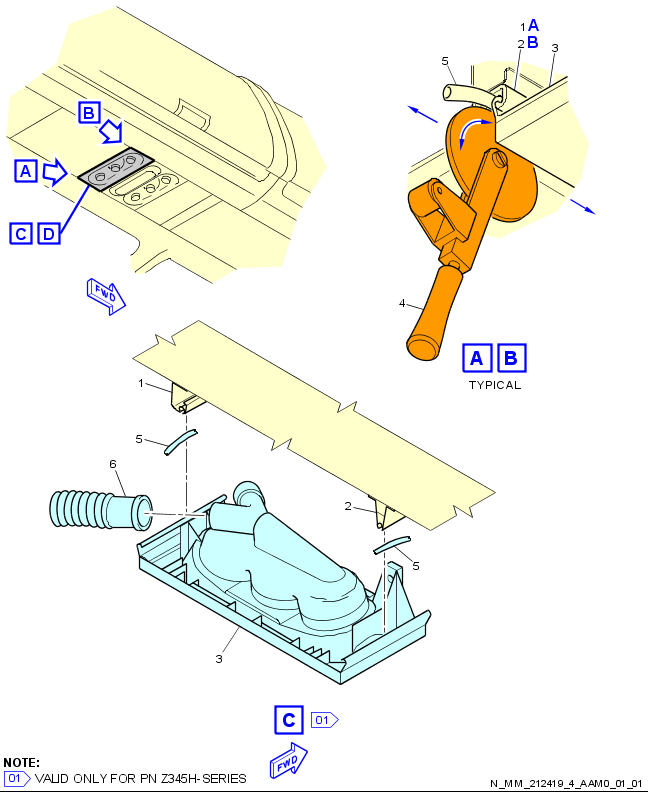 B
A
C D
FWD
1 A
2 B
3
5
4
A B
TYPICAL
1
5
6
2
5
3
C 01
FWD
NOTE:
01 VALID ONLY FOR PN Z345H-SERIES
N_MM_212419_4_AAM0_01_01